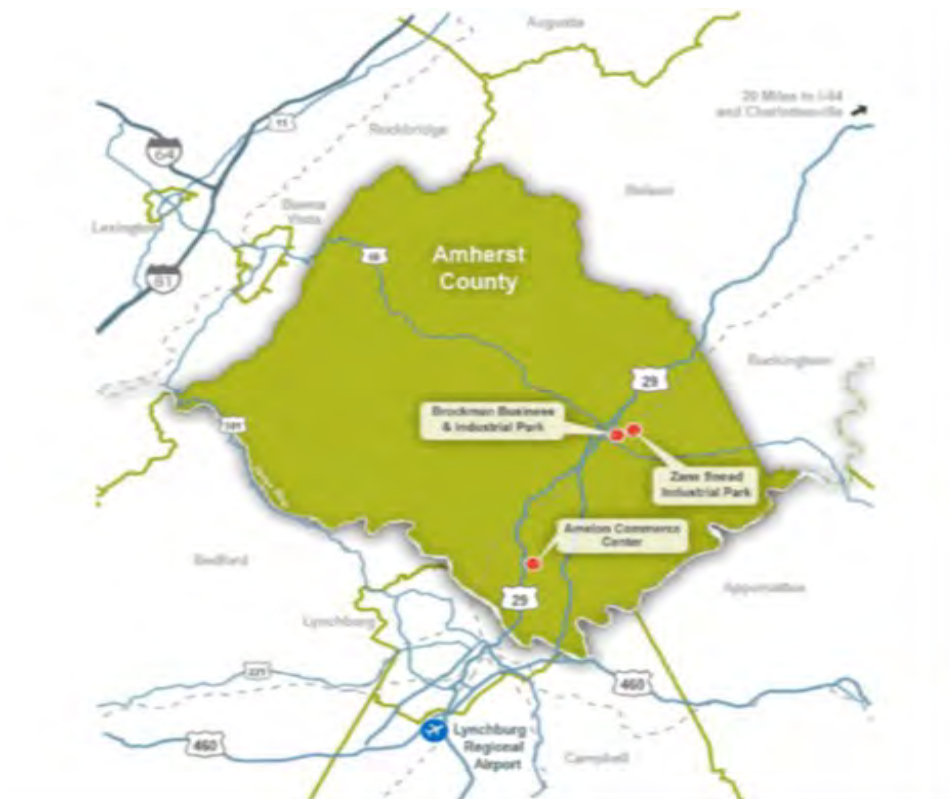 Augusta
20 Miles to I-64
and Charlottesville
11
Rockbridge
64
Nelson
Buena
Vista
Lexington
Amherst
County
81
29
Brockman Business
& Industrial Park
Zane Snead
Industrial Park
Amelon Commerce
Center
Bedford
29
Appomattox
Lynchburg
221
460
460
Lynchburg
Regional
Airport
Campbell